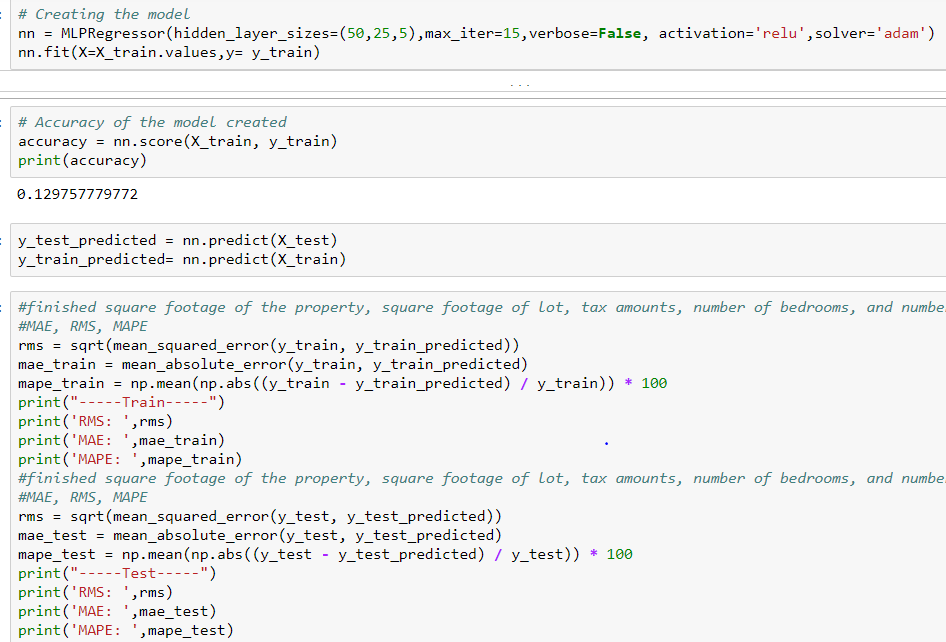 # Creating the model
nn = MLPRegressor(hidden_layer_sizes=(50,25,5),max_iter=15,verbose=False, activation='relu',solver='adam')
nn.fit(X=X_train.values,y= y_train)
...
# Accuracy of the model created
accuracy = nn.score(X_train, y_train)
print(accuracy)
0.129757779772
y_test_predicted = nn.predict(X_test)
y_train_predicted= nn.predict(X_train)
#finished square footage of the property, square footage of lot, tax amounts, number of bedrooms, and
#MAE, RMS, MAPE
rms = sqrt(mean_squared_error(y_train, y_train_predicted))
mae_train = mean_absolute_error(y_train, y_train_predicted)
mape_train = np.mean(np.abs((y_train - y_train_predicted) / y_train)) * 100
print("-----Train-----")
print('RMS: ',rms)
print('MAE: ',mae_train)
print('MAPE: ',mape_train)
#finished square footage of the property, square footage of lot, tax amounts, number of bedrooms, and
#MAE, RMS, MAPE
rms = sqrt(mean_squared_error(y_test, y_test_predicted))
mae_test = mean_absolute_error(y_test, y_test_predicted)
mape_test = np.mean(np.abs((y_test - y_test_predicted) / y_test)) * 100
print("-----Test-----")
print('RMS: ',rms)
print('MAE: ',mae_test)
print('MAPE: ',mape_test)